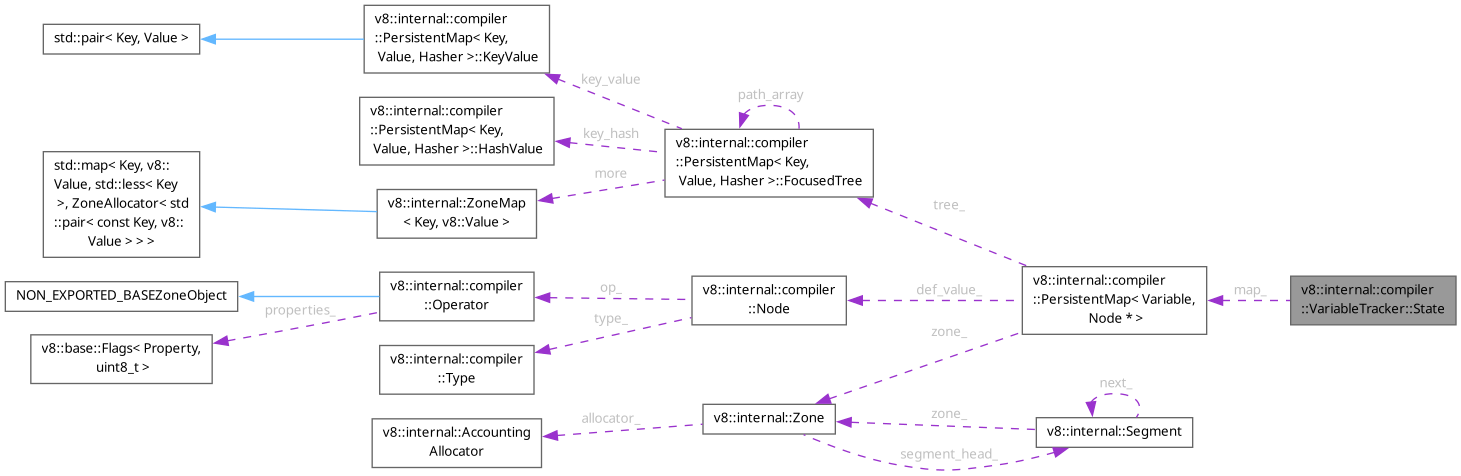 std::pair< Key, Value >
v8::internal::compiler
::PersistentMap< Key,
Value, Hasher >::KeyValue
key_value
v8::internal::compiler
::PersistentMap< Key,
Value, Hasher >::HashValue
key_hash
path_array
v8::internal::compiler
::PersistentMap< Key,
Value, Hasher >::FocusedTree
std::map< Key, v8::
Value, std::less< Key
>, ZoneAllocator< std
::pair< const Key, v8::
Value > > >
v8::internal::ZoneMap
< Key, v8::Value >
more
tree_
NON_EXPORTED_BASEZoneObject
v8::internal::compiler
::Operator
op_
v8::internal::compiler
::Node
def_value_
v8::internal::compiler
::PersistentMap< Variable,
Node * >
map_
v8::internal::compiler
::VariableTracker::State
properties_
v8::base::Flags< Property,
uint8_t >
type_
v8::internal::compiler
::Type
zone_
v8::internal::Accounting
Allocator
allocator_
v8::internal::Zone
zone_
segment_head_
next_
v8::internal::Segment